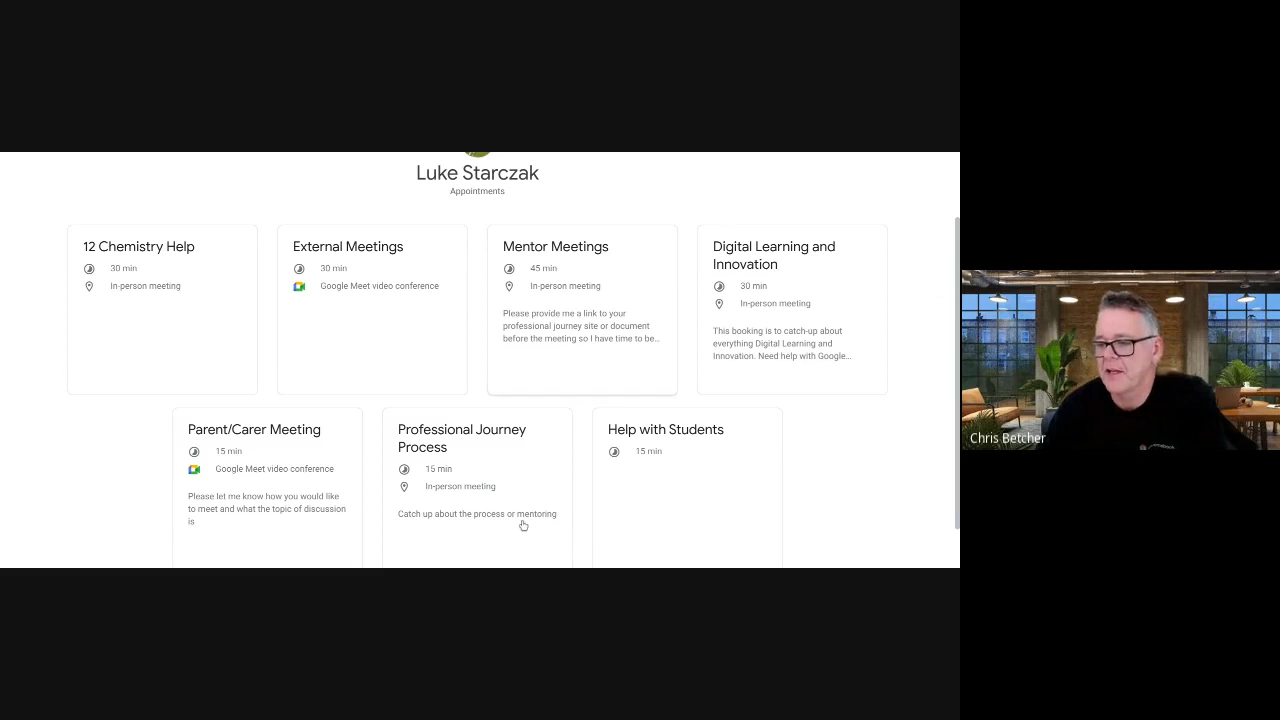 Luke Starczak
Appointments
12 Chemistry Help
30 min
In-person meeting
External Meetings
30 min
Google Meet video conference
Mentor Meetings
45 min
In-person meeting
Please provide me a link to your
professional journey site or document
before the meeting so I have time to be...
Digital Learning and
Innovation
30 min
In-person meeting
This booking is to catch-up about
everything Digital Learning and
Innovation. Need help with Google...
Parent/Carer Meeting
15 min
Google Meet video conference
Please let me know how you would like
to meet and what the topic of discussion
is
Professional Journey
Process
15 min
In-person meeting
Catch up about the process or mentoring
Help with Students
15 min
Chris Betcher